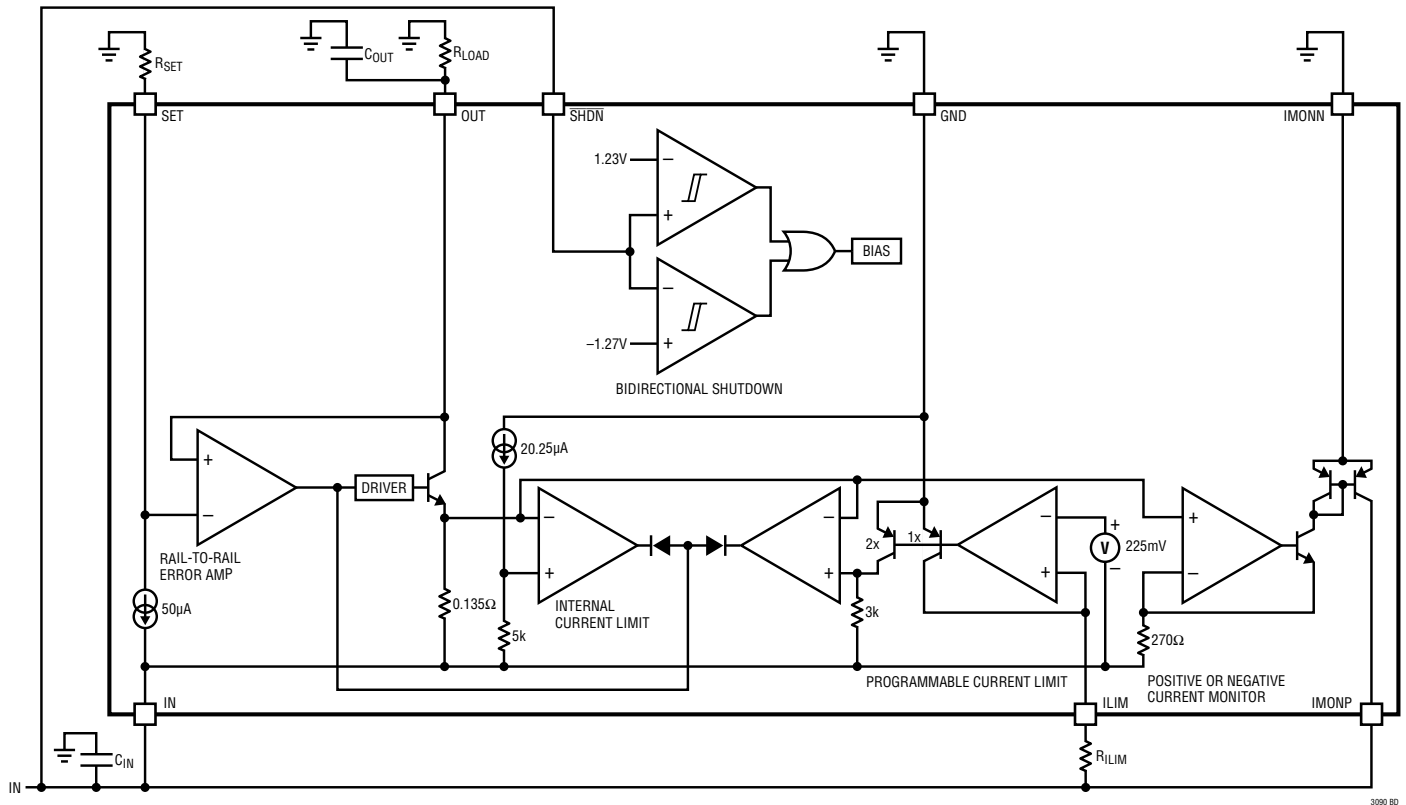 RSET
COUT
RLOAD
SET
OUT
SHDN
GND
IMONN
1.23V
−
+
−
−1.27V
+
BIAS
BIDIRECTIONAL SHUTDOWN
20.25µA
+
DRIVER
−
RAIL-TO-RAIL
ERROR AMP
−
+
INTERNAL
CURRENT LIMIT
−
+
2x
1x
−
+
+
V
−
225mV
+
−
50µA
0.135Ω
5k
3k
270Ω
PROGRAMMABLE CURRENT LIMIT
POSITIVE OR NEGATIVE
CURRENT MONITOR
IN
ILIM
IMONP
CIN
RILIM
IN
3090 BD